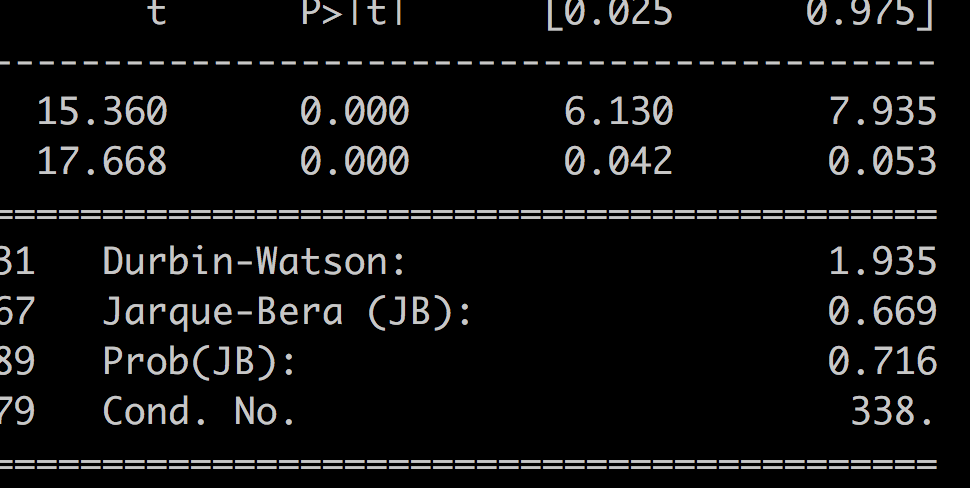 t P>|t| [0.025 0.975]
----------------------------------------------
15.360 0.000 6.130 7.935
17.668 0.000 0.042 0.053
==============================================
31 Durbin-Watson: 1.935
67 Jarque-Bera (JB): 0.669
89 Prob(JB): 0.716
79 Cond. No. 338.
==============================================